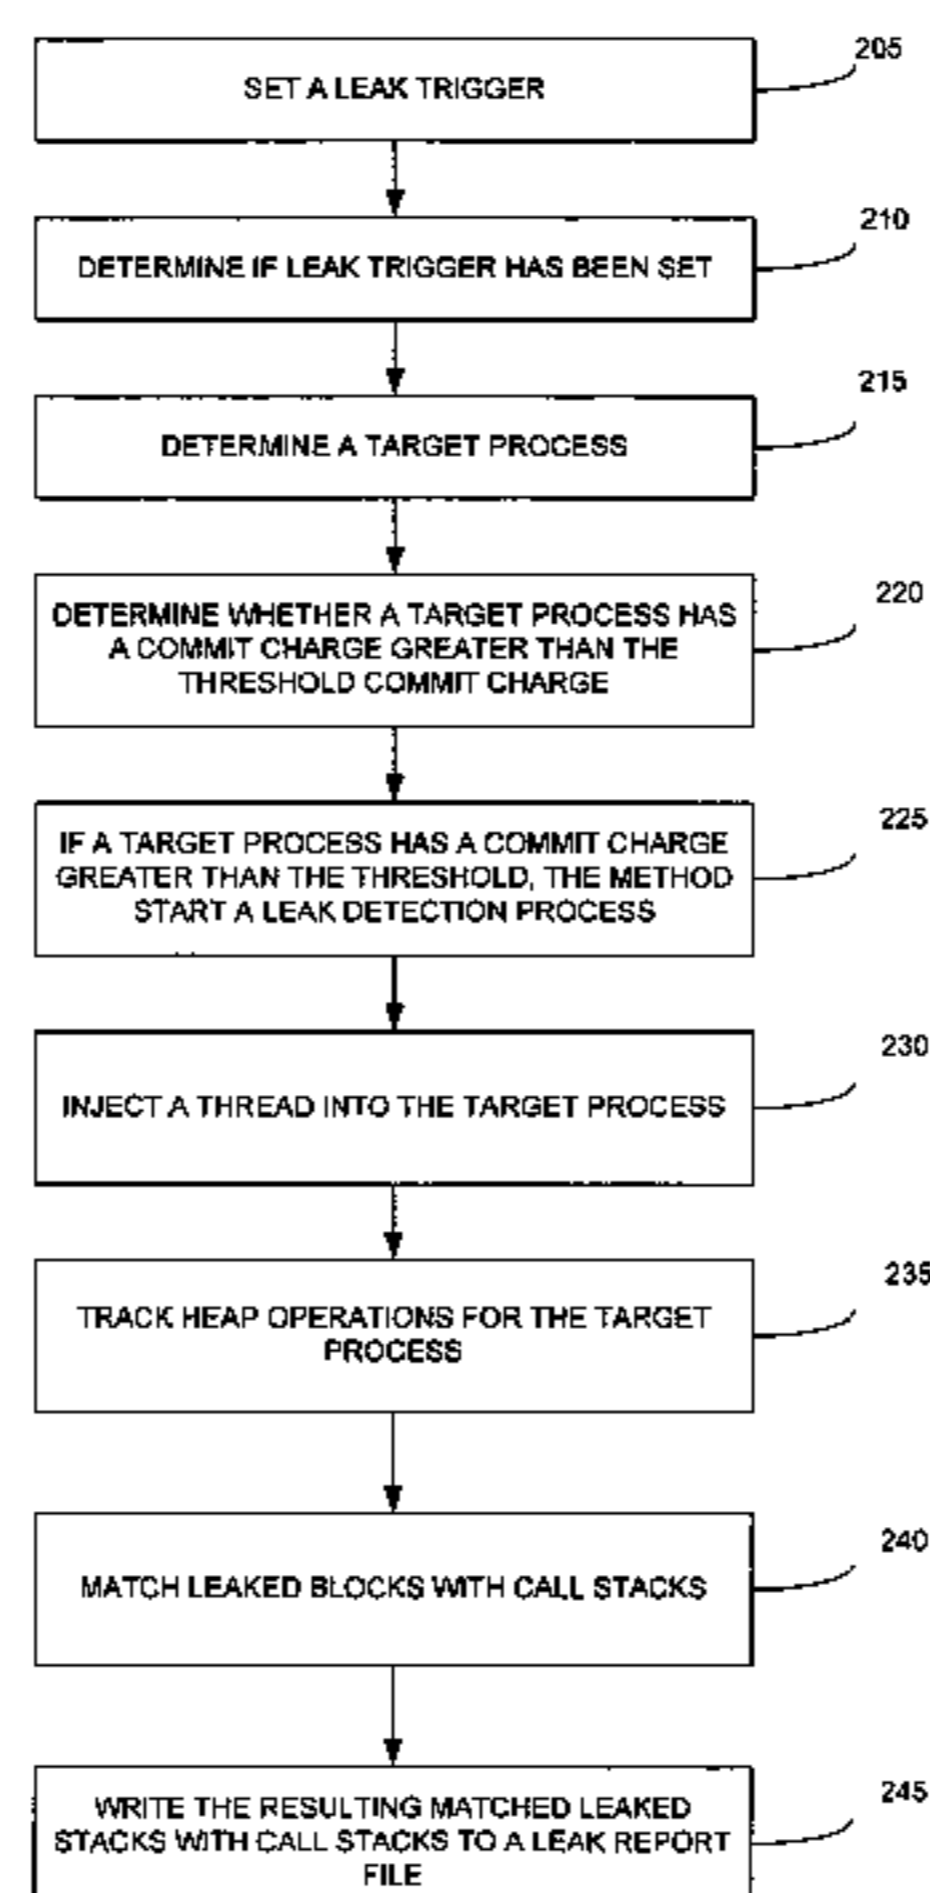 205
SET A LEAK TRIGGER
210
DETERMINE IF LEAK TRIGGER HAS BEEN SET
215
DETERMINE A TARGET PROCESS
220
DETERMINE WHETHER A TARGET PROCESS HAS
A COMMIT CHARGE GREATER THAN THE
THRESHOLD COMMIT CHARGE
225
IF A TARGET PROCESS HAS A COMMIT CHARGE
GREATER THAN THE THRESHOLD, THE METHOD
START A LEAK DETECTION PROCESS
230
INJECT A THREAD INTO THE TARGET PROCESS
235
TRACK HEAP OPERATIONS FOR THE TARGET
PROCESS
240
MATCH LEAKED BLOCKS WITH CALL STACKS
245
WRITE THE RESULTING MATCHED LEAKED
STACKS WITH CALL STACKS TO A LEAK REPORT
FILE